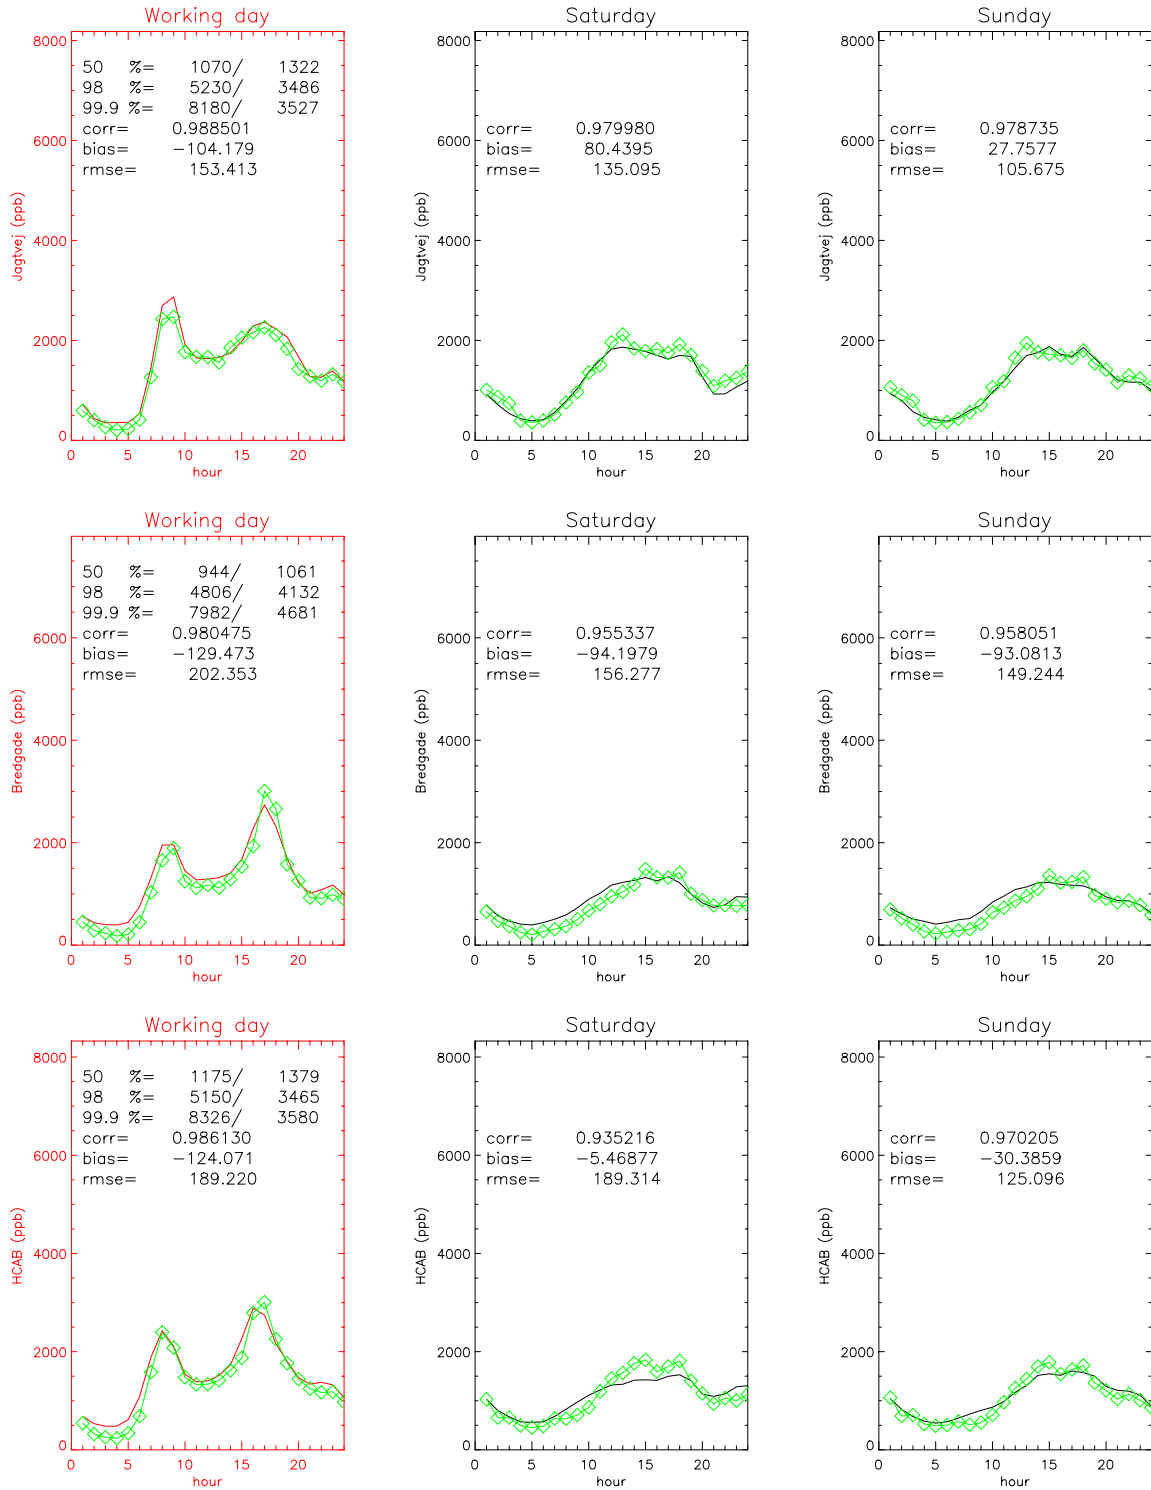 Working day
Saturday
Sunday
8000
6000
4000
2000
0
Jagtvej (ppb)
50 %= 1070/ 1322
98 %= 5230/ 3486
99.9 %= 8180/ 3527
corr= 0.988501
bias= −104.179
rmse= 153.413
0 5 10 15 20
hour
8000
6000
4000
2000
0
Jagtvej (ppb)
corr= 0.979980
bias= 80.4395
rmse= 135.095
0 5 10 15 20
hour
8000
6000
4000
2000
0
Jagtvej (ppb)
corr= 0.978735
bias= 27.7577
rmse= 105.675
0 5 10 15 20
hour
Working day
Saturday
Sunday
6000
4000
2000
0
Bredgade (ppb)
50 %= 944/ 1061
98 %= 4806/ 4132
99.9 %= 7982/ 4681
corr= 0.980475
bias= −129.473
rmse= 202.353
0 5 10 15 20
hour
6000
4000
2000
0
Bredgade (ppb)
corr= 0.955337
bias= −94.1979
rmse= 156.277
0 5 10 15 20
hour
6000
4000
2000
0
Bredgade (ppb)
corr= 0.958051
bias= −93.0813
rmse= 149.244
0 5 10 15 20
hour
Working day
Saturday
Sunday
8000
6000
4000
2000
0
HCAB (ppb)
50 %= 1175/ 1379
98 %= 5150/ 3465
99.9 %= 8326/ 3580
corr= 0.986130
bias= −124.071
rmse= 189.220
0 5 10 15 20
hour
8000
6000
4000
2000
0
HCAB (ppb)
corr= 0.935216
bias= −5.46877
rmse= 189.314
0 5 10 15 20
hour
8000
6000
4000
2000
0
HCAB (ppb)
corr= 0.970205
bias= −30.3859
rmse= 125.096
0 5 10 15 20
hour